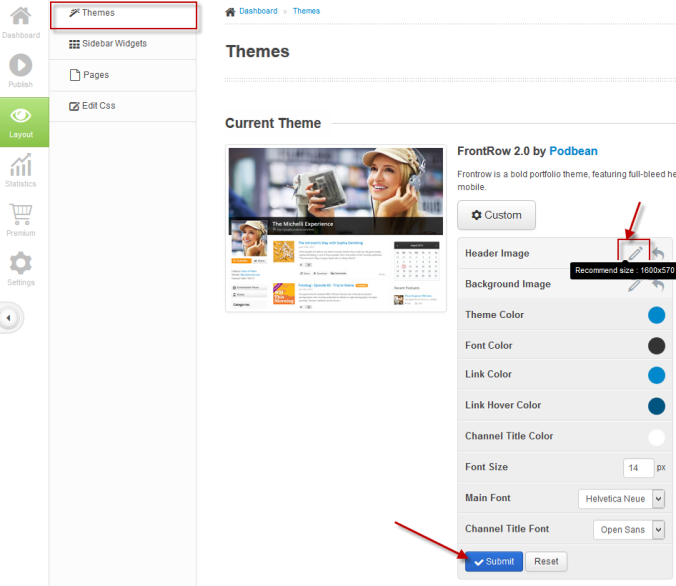 Dashboard
Publish
Layout
Statistics
Premium
Settings
Themes
Sidebar Widgets
Pages
Edit Css
Dashboard » Themes
Themes
Current Theme
The Michelli Experience
Categories
FrontRow 2.0 by Podbean
Frontrow is a bold portfolio theme, featuring full-bleed he
mobile.
Custom
Header Image
Recommend size : 1600x570
Background Image
Theme Color
Font Color
Link Color
Link Hover Color
Channel Title Color
Font Size 14 px
Main Font Helvetica Neue
Channel Title Font Open Sans
Submit Reset